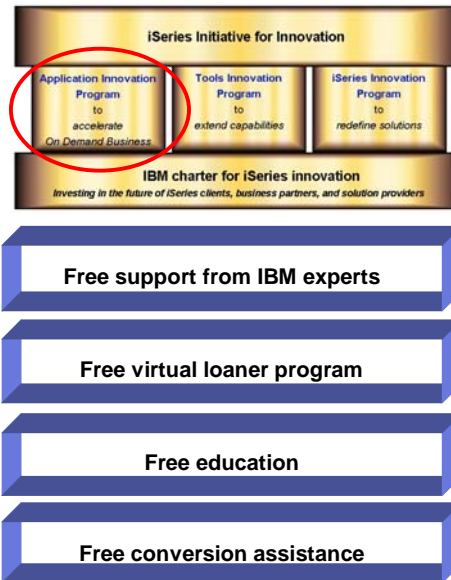 iSeries Initiative for Innovation
Application Innovation
Program
to
accelerate
On Demand Business
Tools Innovation
Program
to
extend capabilities
iSeries Innovation
Program
to
redefine solutions
IBM charter for iSeries innovation
Investing in the future of iSeries clients, business partners, and solution providers
Free support from IBM experts
Free virtual loaner program
Free education
Free conversion assistance